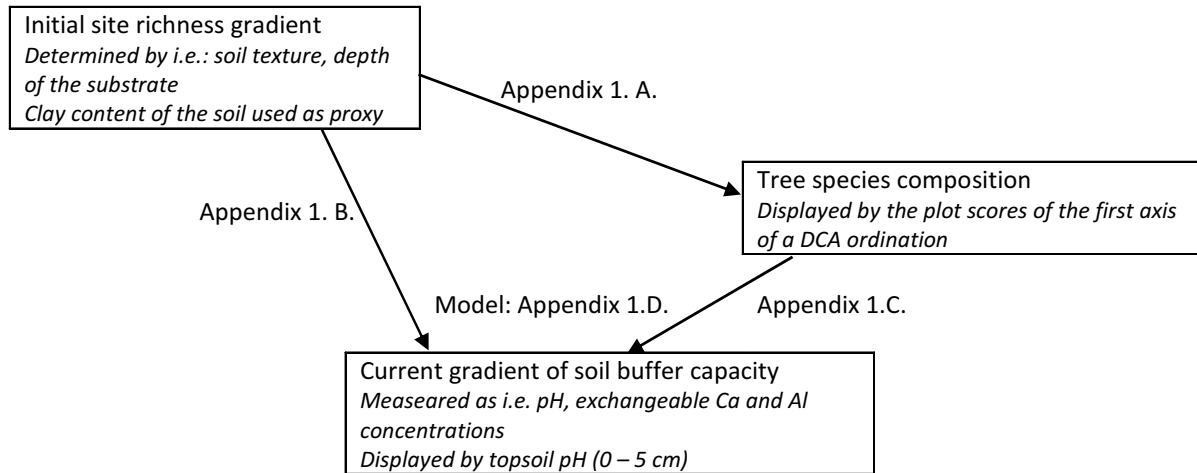 Initial site richness gradient
Determined by i.e.: soil texture, depth
of the substrate
Clay content of the soil used as proxy
Appendix 1. A.
Tree species composition
Displayed by the plot scores of the first axis
of a DCA ordination
Appendix 1. B.
Model: Appendix 1.D.
Appendix 1.C.
Current gradient of soil buffer capacity
Measeared as i.e. pH, exchangeable Ca and Al
concentrations
Displayed by topsoil pH (0 – 5 cm)